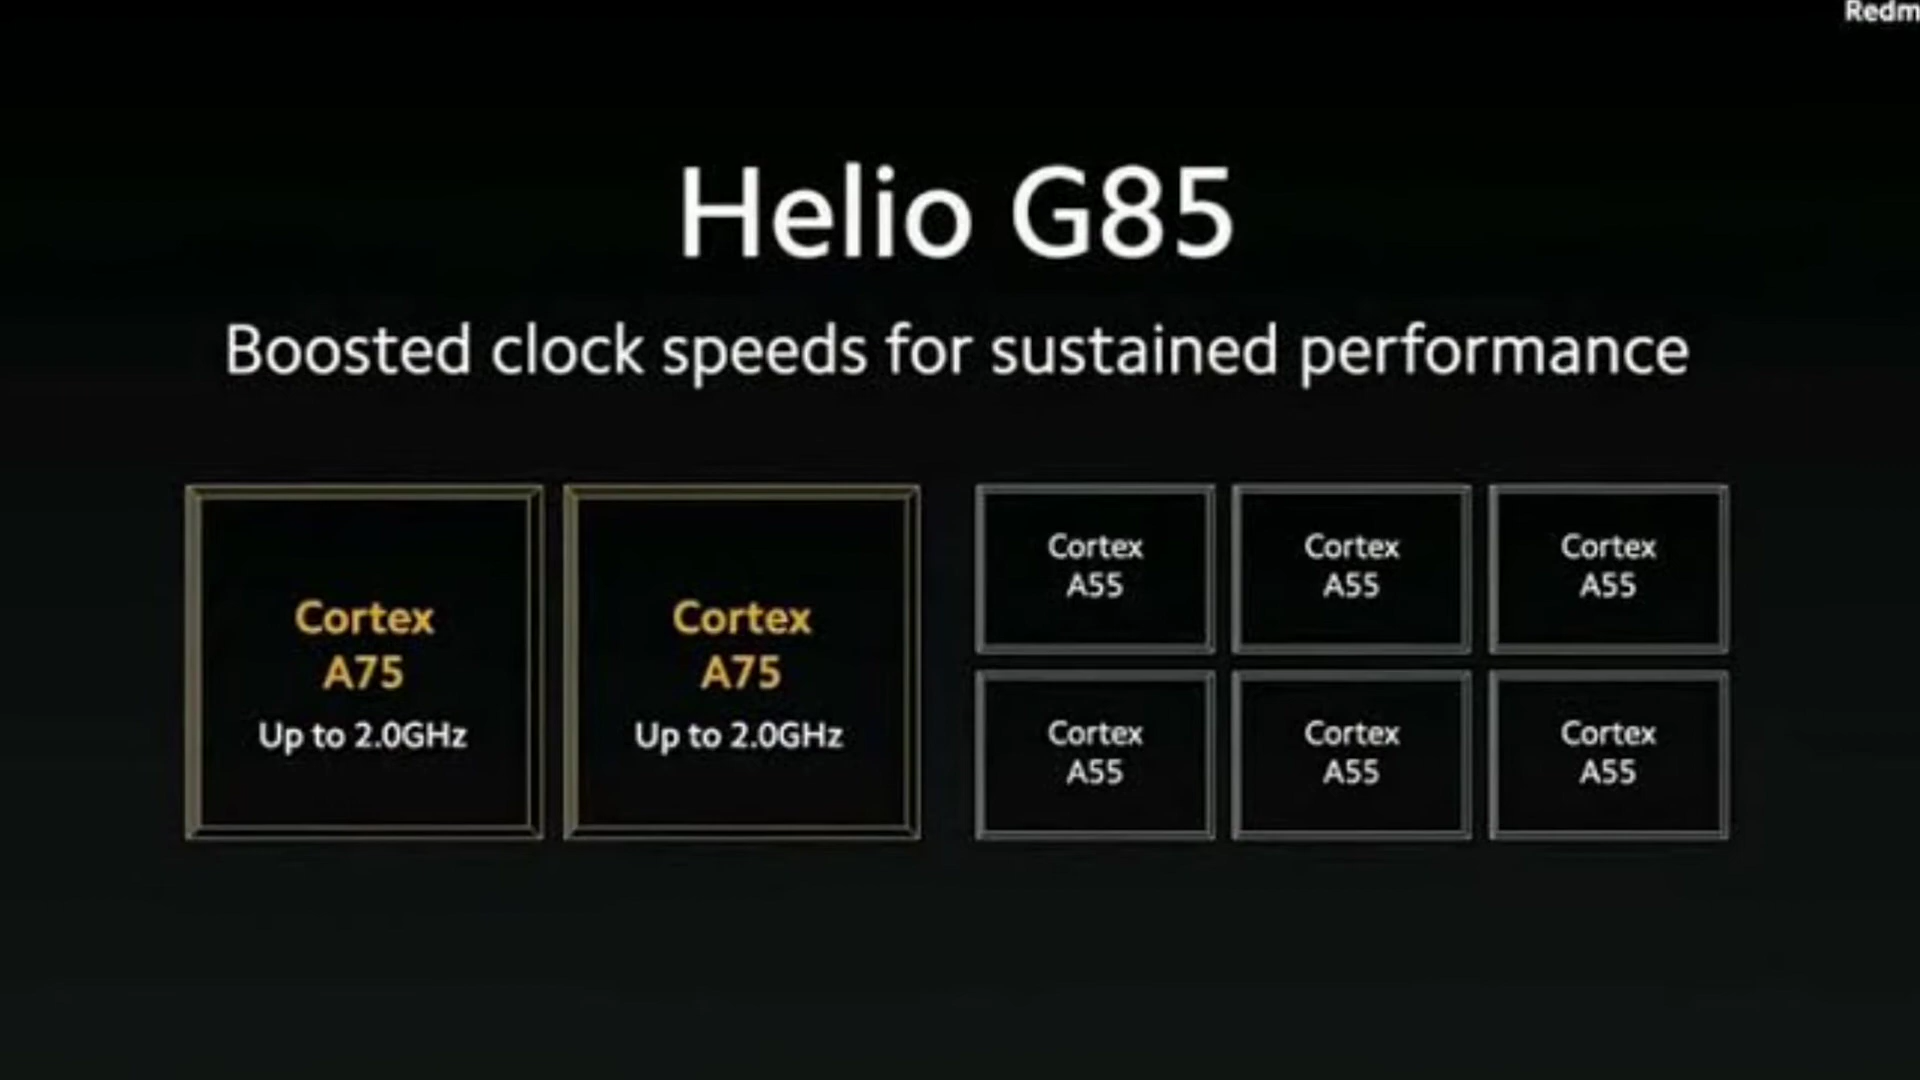 Redm
Helio G85
Boosted clock speeds for sustained performance
Cortex
A75
Up to 2.0GHz
Cortex
A75
Up to 2.0GHz
Cortex
A55
Cortex
A55
Cortex
A55
Cortex
A55
Cortex
A55
Cortex
A55